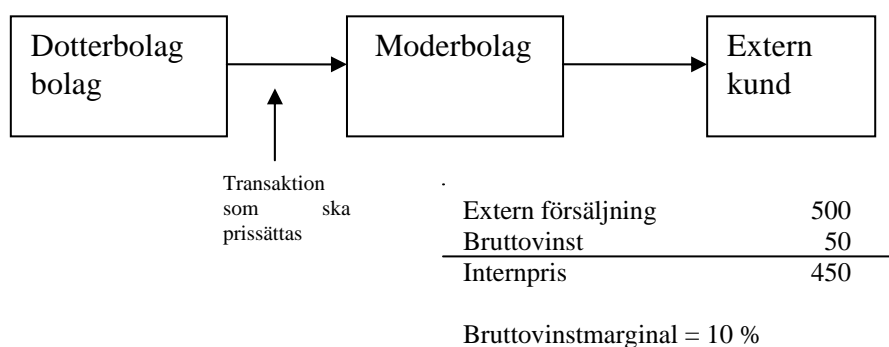 Dotterbolag
bolag
Moderbolag
Extern
kund
Transaktion
som ska
prissättas
Extern försäljning 500
Bruttovinst 50
Internpris 450
Bruttovinstmarginal = 10 %